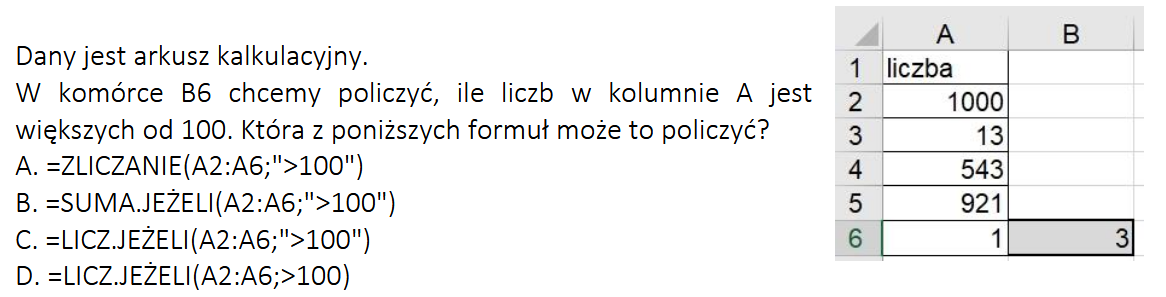 Dany jest arkusz kalkulacyjny.
W komórce B6 chcemy policzyć, ile liczb w kolumnie A jest
większych od 100. Która z poniższych formuł może to policzyć?
A. =ZLICZANIE(A2:A6;">100")
B. =SUMA.JEŻELI(A2:A6;">100")
C. =LICZ.JEŻELI(A2:A6;">100")
D. =LICZ.JEŻELI(A2:A6;>100)
A B
1 liczba
2 1000
3 13
4 543
5 921
6 1 3